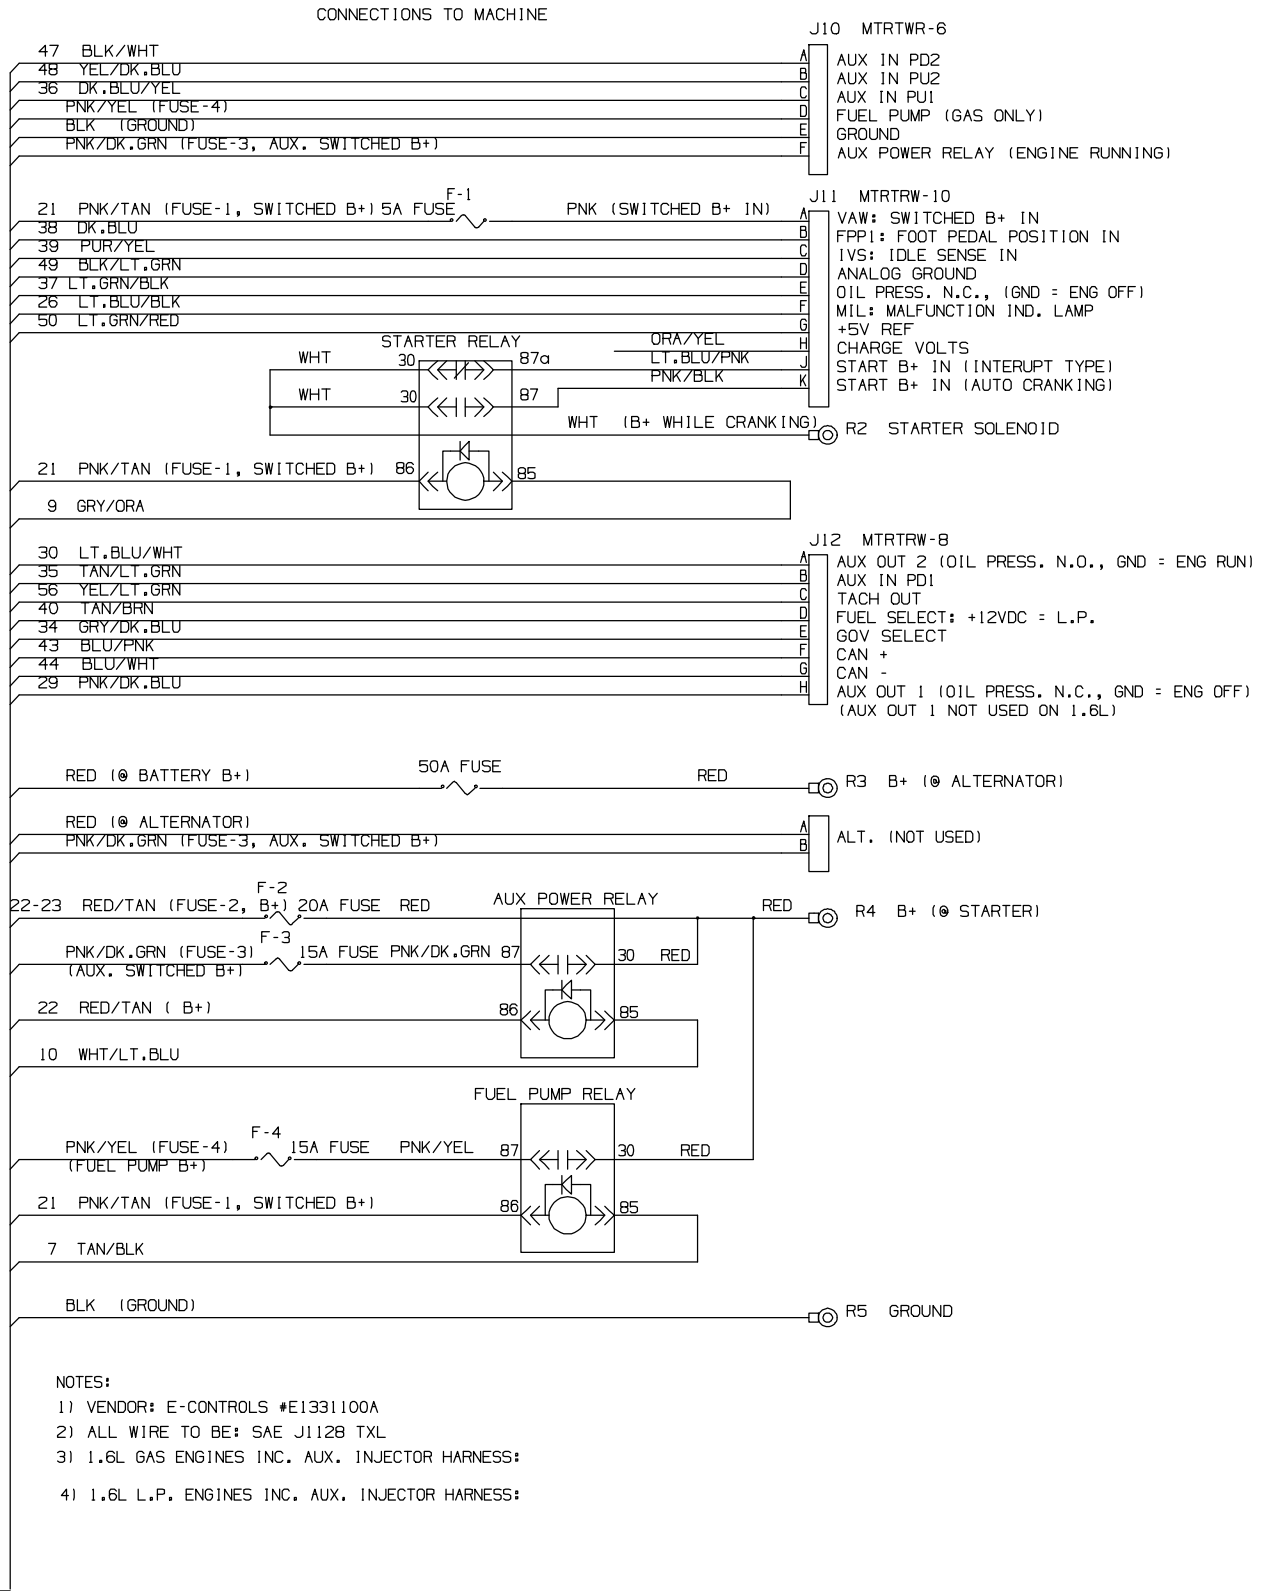 CONNECTIONS TO MACHINE
J10 MTRTWR-6
47 BLK/WHT A AUX IN PD2
48 YEL/DK.BLU B AUX IN PU2
36 DK.BLU/YEL C AUX IN PU1
PNK/YEL (FUSE-4) D FUEL PUMP (GAS ONLY)
BLK (GROUND) E GROUND
PNK/DK.GRN (FUSE-3, AUX. SWITCHED B+) F AUX POWER RELAY (ENGINE RUNNING)
F-1 J11 MTRTRW-10
21 PNK/TAN (FUSE-1, SWITCHED B+) 5A FUSE PNK (SWITCHED B+ IN) A VAW: SWITCHED B+ IN
38 DK.BLU B FPP1: FOOT PEDAL POSITION IN
39 PUR/YEL C IVS: IDLE SENSE IN
49 BLK/LT.GRN D ANALOG GROUND
37 LT.GRN/BLK E OIL PRESS. N.C., (GND = ENG OFF)
26 LT.BLU/BLK F MIL: MALFUNCTION IND. LAMP
50 LT.GRN/RED G +5V REF
STARTER RELAY ORA/YEL H CHARGE VOLTS
WHT 30 87a LT.BLU/PNK J START B+ IN (INTERUPT TYPE)
PNK/BLK K START B+ IN (AUTO CRANKING)
WHT 30 87
WHT (B+ WHILE CRANKING) R2 STARTER SOLENOID
21 PNK/TAN (FUSE-1, SWITCHED B+) 86 85
9 GRY/ORA
J12 MTRTRW-8
30 LT.BLU/WHT A AUX OUT 2 (OIL PRESS. N.O., GND = ENG RUN)
35 TAN/LT.GRN B AUX IN PD1
56 YEL/LT.GRN C TACH OUT
40 TAN/BRN D FUEL SELECT: +12VDC = L.P.
34 GRY/DK.BLU E GOV SELECT
43 BLU/PNK F CAN +
44 BLU/WHT G CAN -
29 PNK/DK.BLU H AUX OUT 1 (OIL PRESS. N.C., GND = ENG OFF)
(AUX OUT 1 NOT USED ON 1.6L)
RED (@ BATTERY B+) 50A FUSE RED R3 B+ (@ ALTERNATOR)
RED (@ ALTERNATOR) A
PNK/DK.GRN (FUSE-3, AUX. SWITCHED B+) B ALT. (NOT USED)
F-2 AUX POWER RELAY
22-23 RED/TAN (FUSE-2, B+) 20A FUSE RED RED R4 B+ (@ STARTER)
F-3
PNK/DK.GRN (FUSE-3) 15A FUSE PNK/DK.GRN 87 30 RED
(AUX. SWITCHED B+)
22 RED/TAN ( B+) 86 85
10 WHT/LT.BLU
FUEL PUMP RELAY
F-4
PNK/YEL (FUSE-4) 15A FUSE PNK/YEL 87 30 RED
(FUEL PUMP B+)
21 PNK/TAN (FUSE-1, SWITCHED B+) 86 85
7 TAN/BLK
BLK (GROUND) R5 GROUND
NOTES:
1) VENDOR: E-CONTROLS #E1331100A
2) ALL WIRE TO BE: SAE J1128 TXL
3) 1.6L GAS ENGINES INC. AUX. INJECTOR HARNESS:
4) 1.6L L.P. ENGINES INC. AUX. INJECTOR HARNESS: